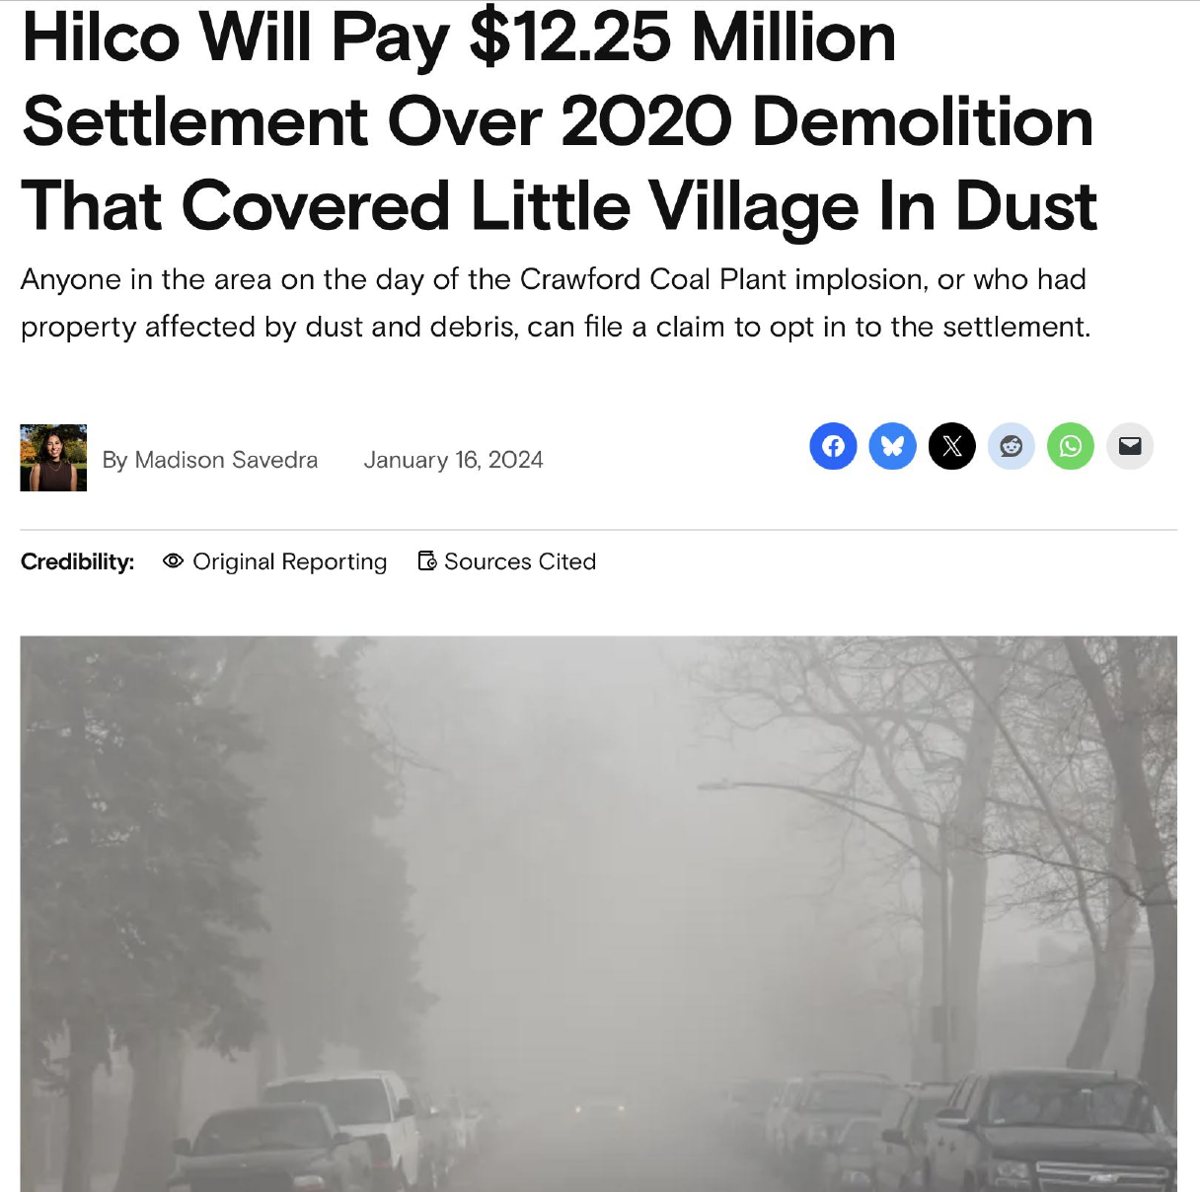 Hilco Will Pay $12.25 Million
Settlement Over 2020 Demolition
That Covered Little Village In Dust
Anyone in the area on the day of the Crawford Coal Plant implosion, or who had
property affected by dust and debris, can file a claim to opt in to the settlement.
By Madison Savedra January 16, 2024
Credibility: Original Reporting Sources Cited